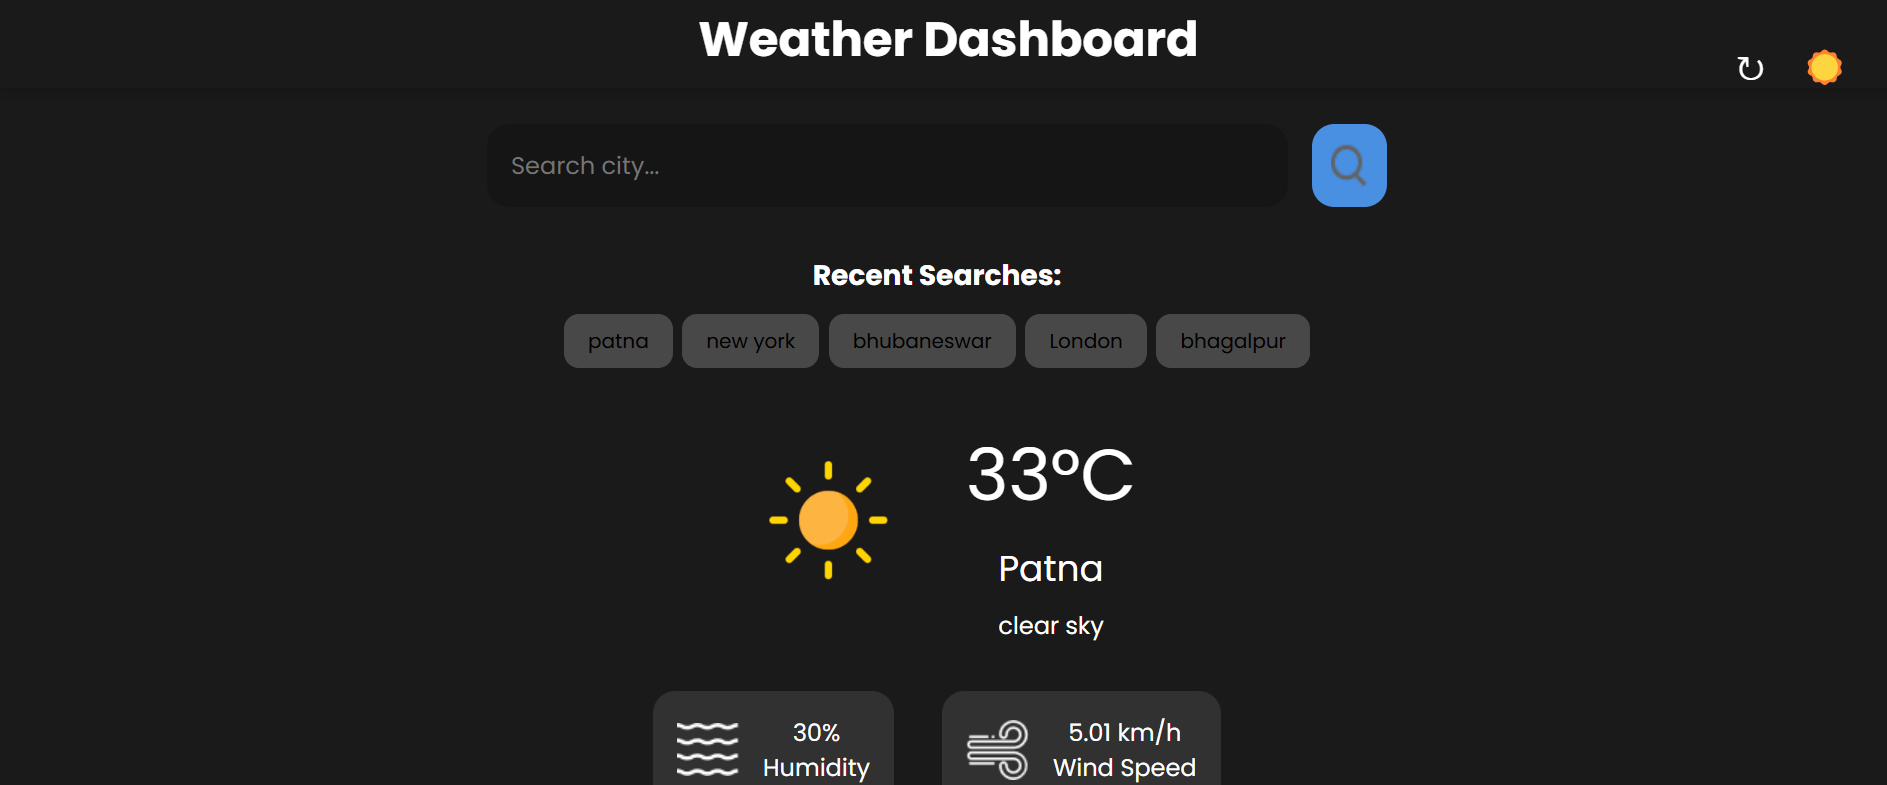 Weather Dashboard
Search city...
Recent Searches:
patna new york bhubaneswar London bhagalpur
33°C
Patna
clear sky
30%
Humidity
5.01 km/h
Wind Speed